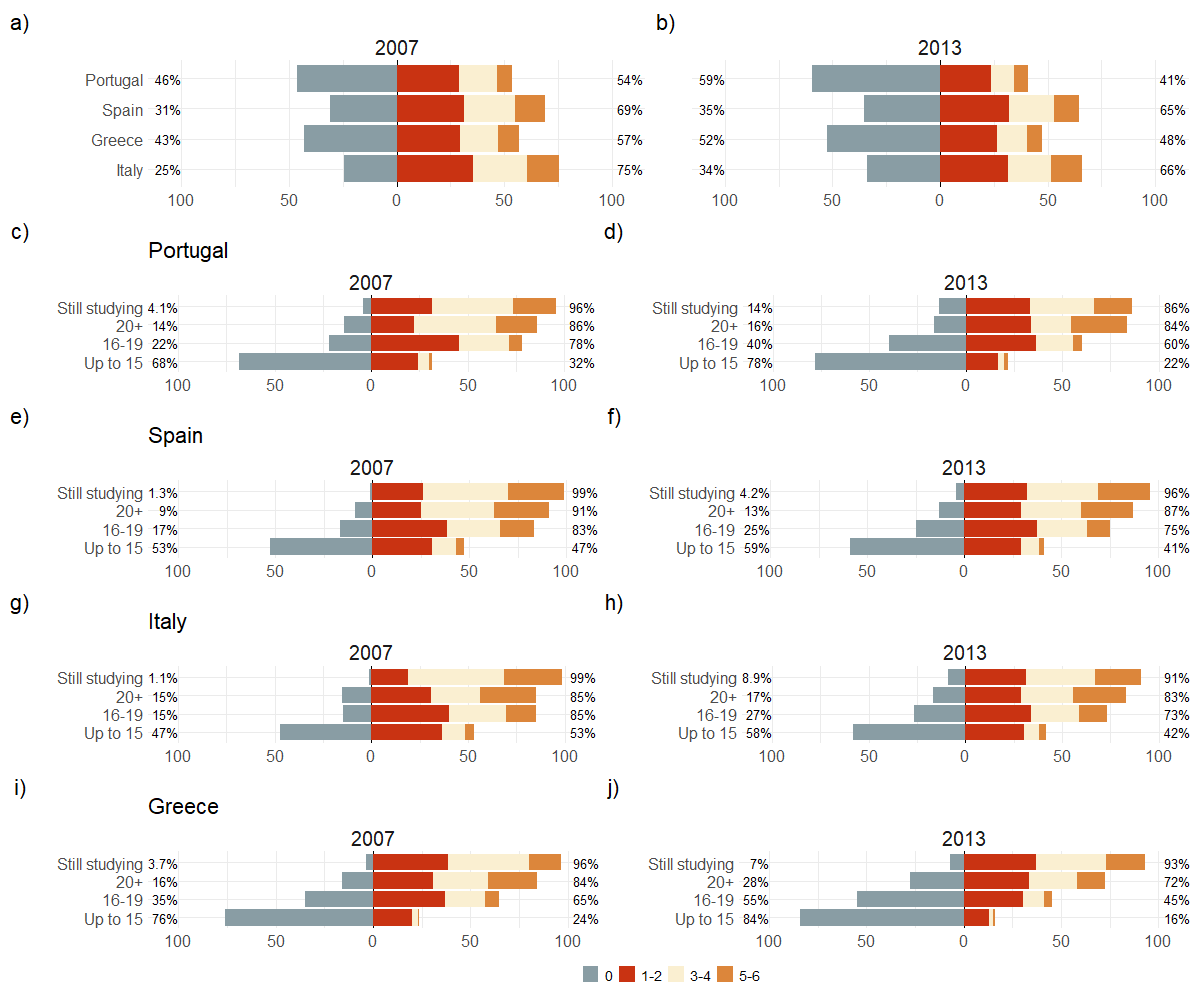 a) b)
2007 2013
Portugal 46% 54% 59% 41%
Spain 31% 69% 35% 65%
Greece 43% 57% 52% 48%
Italy 25% 75% 34% 66%
100 50 0 50 100 100 50 0 50 100
c) d)
Portugal
2007 2013
Still studying 4.1% 96% Still studying 14% 86%
20+ 14% 86% 20+ 16% 84%
16-19 22% 78% 16-19 40% 60%
Up to 15 68% 32% Up to 15 78% 22%
100 50 0 50 100 100 50 0 50 100
e) f)
Spain
2007 2013
Still studying 1.3% 99% Still studying 4.2% 96%
20+ 9% 91% 20+ 13% 87%
16-19 17% 83% 16-19 25% 75%
Up to 15 53% 47% Up to 15 59% 41%
100 50 0 50 100 100 50 0 50 100
g) h)
Italy
2007 2013
Still studying 1.1% 99% Still studying 8.9% 91%
20+ 15% 85% 20+ 17% 83%
16-19 15% 85% 16-19 27% 73%
Up to 15 47% 53% Up to 15 58% 42%
100 50 0 50 100 100 50 0 50 100
i) j)
Greece
2007 2013
Still studying 3.7% 96% Still studying 7% 93%
20+ 16% 84% 20+ 28% 72%
16-19 35% 65% 16-19 55% 45%
Up to 15 76% 24% Up to 15 84% 16%
100 50 0 50 100 100 50 0 50 100
0 1-2 3-4 5-6